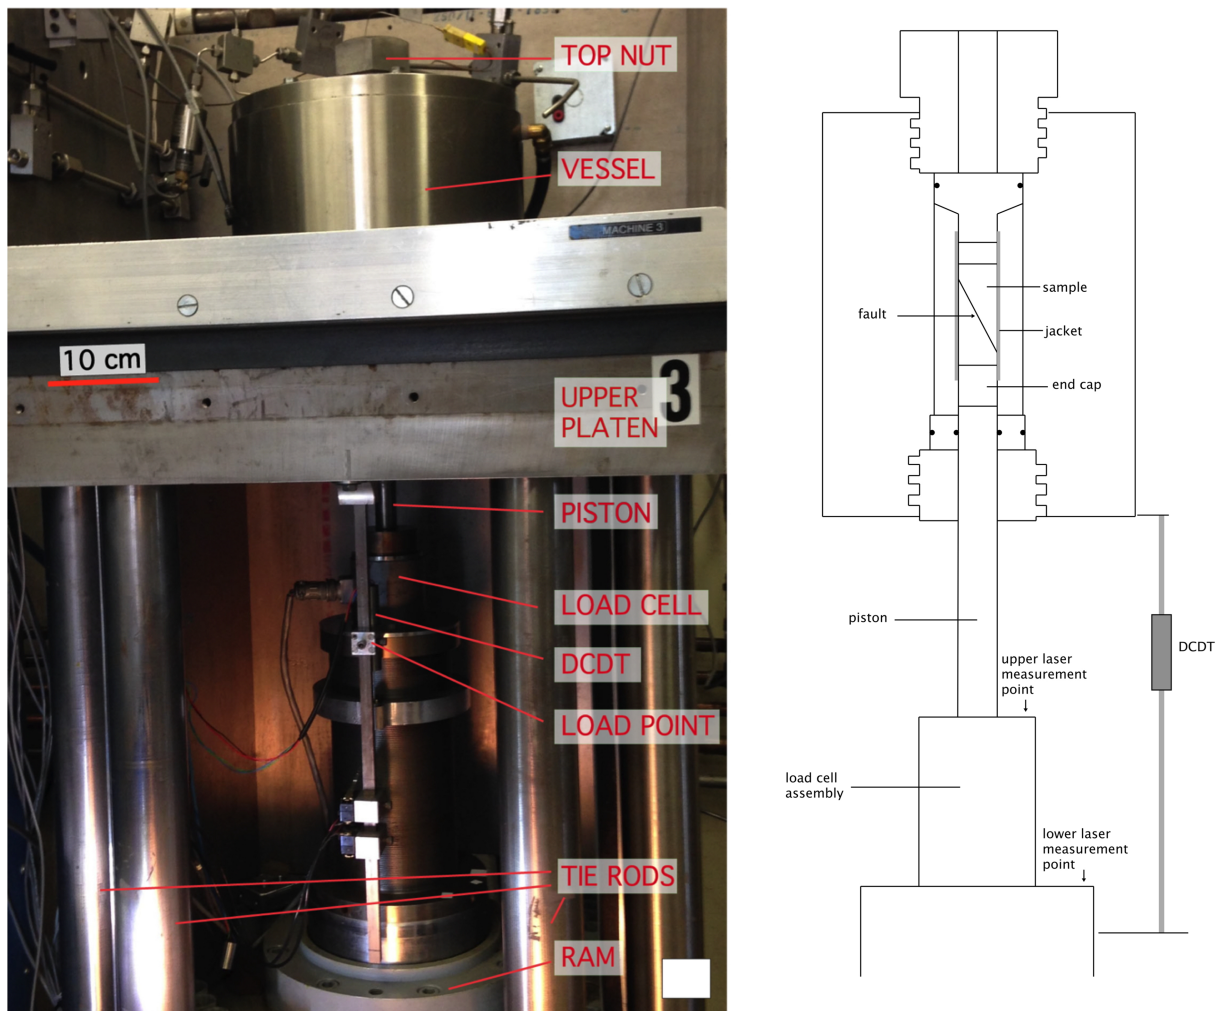 TOP NUT
VESSEL
MACHINE 3
10 cm
UPPER
PLATEN
3
PISTON
LOAD CELL
DCDT
LOAD POINT
TIE RODS
RAM
sample
fault
jacket
end cap
piston
upper laser
measurement
point
DCDT
load cell
assembly
lower laser
measurement
point